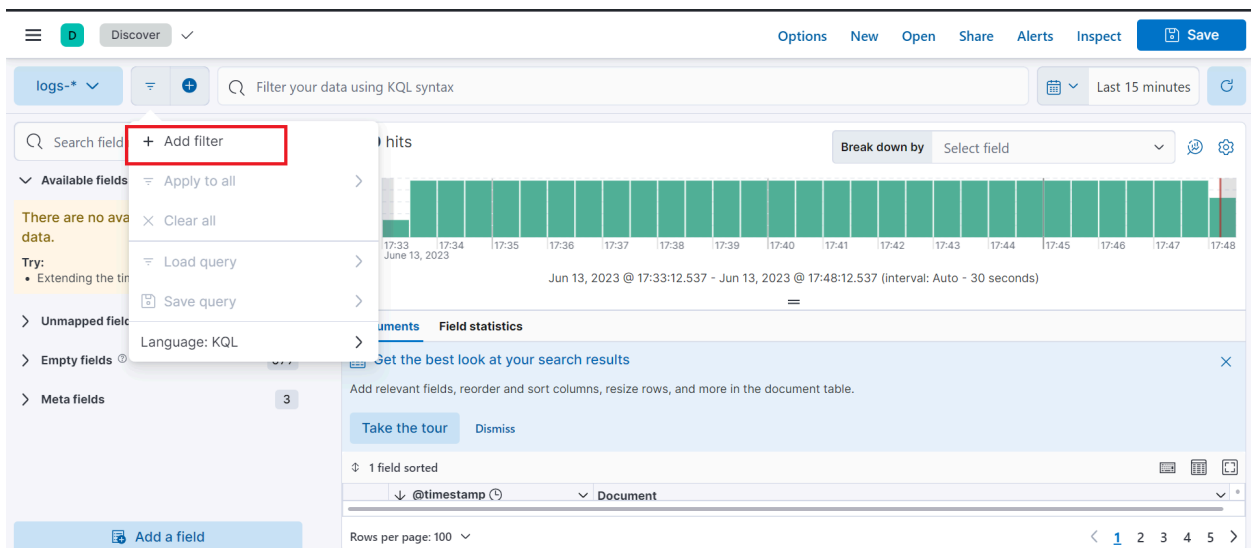 D Discover Options New Open Share Alerts Inspect Save
logs-* Filter your data using KQL syntax Last 15 minutes
Search field
+ Add filter
Apply to all
Clear all
Load query
Save query
Language: KQL
Available fields
There are no ava
data.
Try:
• Extending the tim
Unmapped field
Empty fields
Meta fields 3
Add a field
hits
Break down by Select field
17:33 17:34 17:35 17:36 17:37 17:38 17:39 17:40 17:41 17:42 17:43 17:44 17:45 17:46 17:47 17:48
June 13, 2023
Jun 13, 2023 @ 17:33:12.537 - Jun 13, 2023 @ 17:48:12.537 (interval: Auto - 30 seconds)
uments Field statistics
Get the best look at your search results
Add relevant fields, reorder and sort columns, resize rows, and more in the document table.
Take the tour Dismiss
1 field sorted
@timestamp Document
Rows per page: 100 1 2 3 4 5